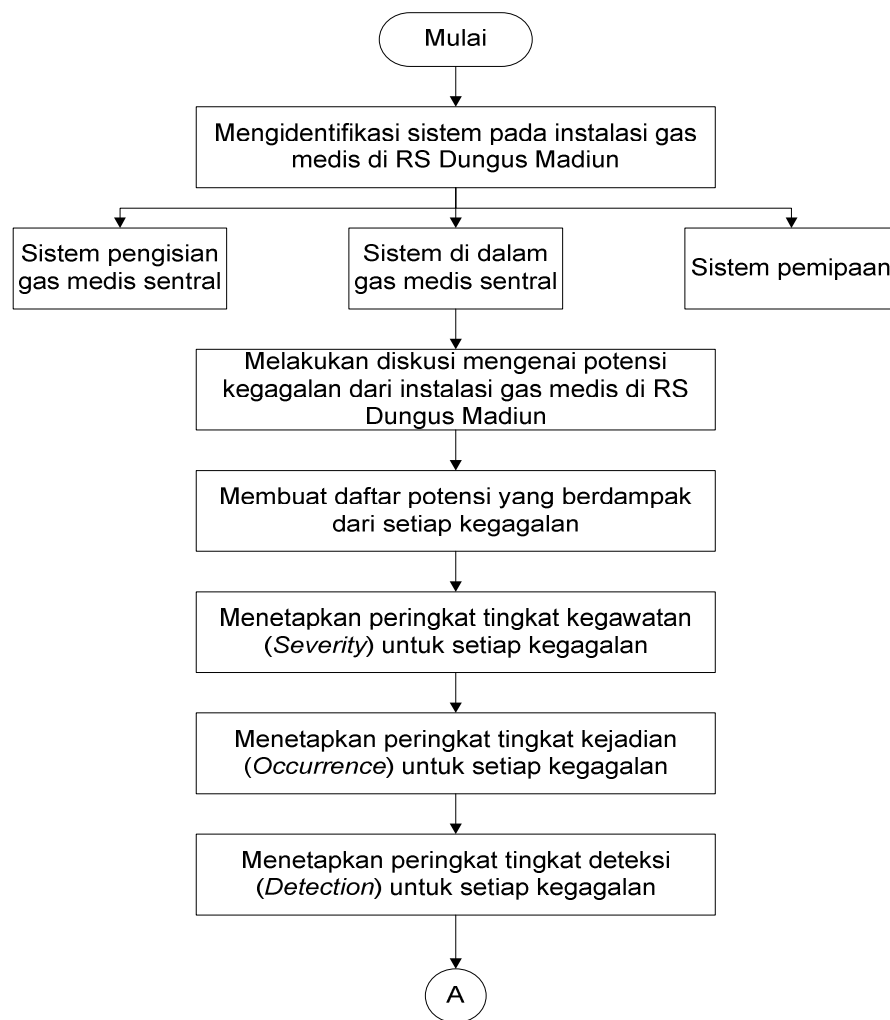 Mulai
Mengidentifikasi sistem pada instalasi gas
medis di RS Dungus Madiun
Sistem pengisian
gas medis sentral
Sistem di dalam
gas medis sentral
Sistem pemipaan
Melakukan diskusi mengenai potensi
kegagalan dari instalasi gas medis di RS
Dungus Madiun
Membuat daftar potensi yang berdampak
dari setiap kegagalan
Menetapkan peringkat tingkat kegawatan
(Severity) untuk setiap kegagalan
Menetapkan peringkat tingkat kejadian
(Occurrence) untuk setiap kegagalan
Menetapkan peringkat tingkat deteksi
(Detection) untuk setiap kegagalan
A